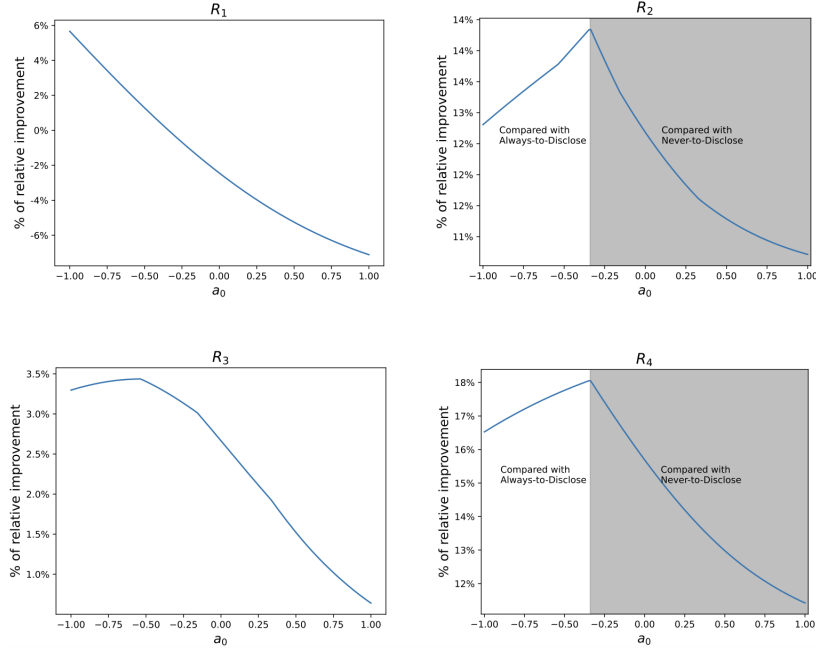 R₁
% of relative improvement
6%
4%
2%
0%
-2%
-4%
-6%
−1.00 −0.75 −0.50 −0.25 0.00 0.25 0.50 0.75 1.00
a₀
R₂
% of relative improvement
14%
14%
14%
13%
12%
12%
12%
11%
Compared with
Always-to-Disclose
Compared with
Never-to-Disclose
−1.00 −0.75 −0.50 −0.25 0.00 0.25 0.50 0.75 1.00
a₀
R₃
% of relative improvement
3.5%
3.0%
2.5%
2.0%
1.5%
1.0%
−1.00 −0.75 −0.50 −0.25 0.00 0.25 0.50 0.75 1.00
a₀
R₄
% of relative improvement
18%
17%
16%
15%
14%
13%
12%
Compared with
Always-to-Disclose
Compared with
Never-to-Disclose
−1.00 −0.75 −0.50 −0.25 0.00 0.25 0.50 0.75 1.00
a₀